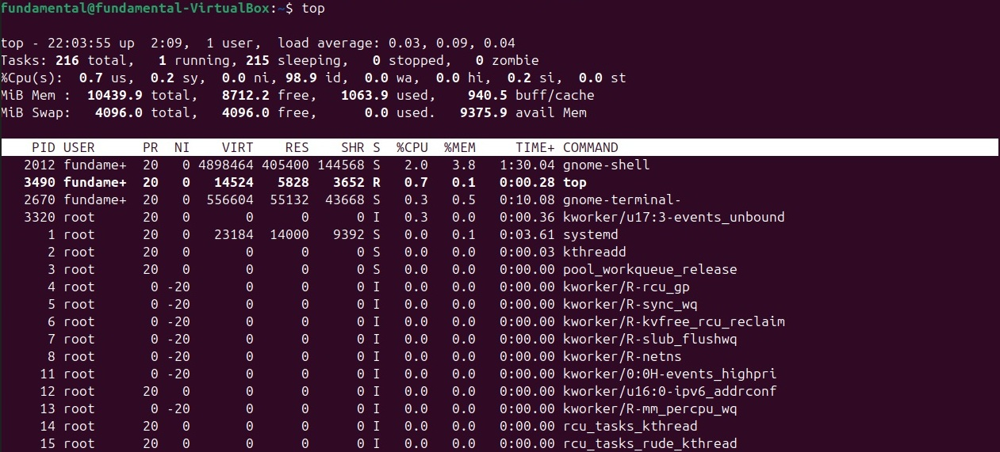 fundamental@fundamental-VirtualBox:~$ top
top - 22:03:55 up  2:09,  1 user,  load average: 0.03, 0.09, 0.04
Tasks: 216 total,   1 running, 215 sleeping,   0 stopped,   0 zombie
%Cpu(s):  0.7 us,  0.2 sy,  0.0 ni, 98.9 id,  0.0 wa,  0.0 hi,  0.2 si,  0.0 st
MiB Mem :  10439.9 total,   8712.2 free,   1063.9 used,    940.5 buff/cache
MiB Swap:   4096.0 total,   4096.0 free,      0.0 used.   9375.9 avail Mem
    PID USER      PR  NI    VIRT    RES    SHR S  %CPU  %MEM     TIME+ COMMAND
   2012 fundame+  20   0 4898464 405400 144568 S   2.0   3.8   1:30.04 gnome-shell
   3490 fundame+  20   0   14524   5828   3652 R   0.7   0.1   0:00.28 top
   2670 fundame+  20   0  556604  55132  43668 S   0.3   0.5   0:10.08 gnome-terminal-
   3320 root      20   0       0      0      0 I   0.3   0.0   0:00.36 kworker/u17:3-events_unbound
      1 root      20   0   23184  14000   9392 S   0.0   0.1   0:03.61 systemd
      2 root      20   0       0      0      0 S   0.0   0.0   0:00.03 kthreadd
      3 root      20   0       0      0      0 S   0.0   0.0   0:00.00 pool_workqueue_release
      4 root       0 -20       0      0      0 I   0.0   0.0   0:00.00 kworker/R-rcu_gp
      5 root       0 -20       0      0      0 I   0.0   0.0   0:00.00 kworker/R-sync_wq
      6 root       0 -20       0      0      0 I   0.0   0.0   0:00.00 kworker/R-kvfree_rcu_reclaim
      7 root       0 -20       0      0      0 I   0.0   0.0   0:00.00 kworker/R-slub_flushwq
      8 root       0 -20       0      0      0 I   0.0   0.0   0:00.00 kworker/R-netns
     11 root       0 -20       0      0      0 I   0.0   0.0   0:00.00 kworker/0:0H-events_highpri
     12 root      20   0       0      0      0 I   0.0   0.0   0:00.00 kworker/u16:0-ipv6_addrconf
     13 root       0 -20       0      0      0 I   0.0   0.0   0:00.00 kworker/R-mm_percpu_wq
     14 root      20   0       0      0      0 I   0.0   0.0   0:00.00 rcu_tasks_kthread
     15 root      20   0       0      0      0 I   0.0   0.0   0:00.00 rcu_tasks_rude_kthread